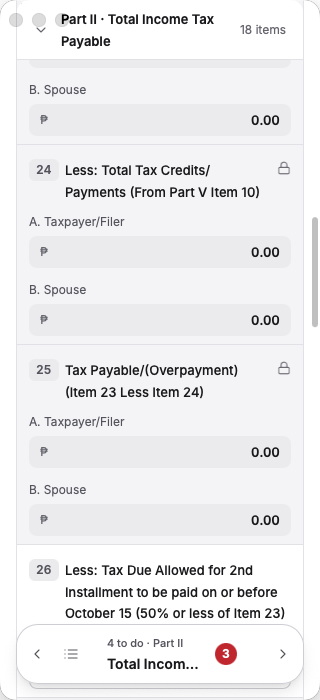 Part II · Total Income Tax
Payable
18 items
B. Spouse
₱ 0.00
24 Less: Total Tax Credits/
Payments (From Part V Item 10)
A. Taxpayer/Filer
₱ 0.00
B. Spouse
₱ 0.00
25 Tax Payable/(Overpayment)
(Item 23 Less Item 24)
A. Taxpayer/Filer
₱ 0.00
B. Spouse
₱ 0.00
26 Less: Tax Due Allowed for 2nd
Installment to be paid on or before
October 15 (50% or less of Item 23)
4 to do · Part II
Total Incom...
3